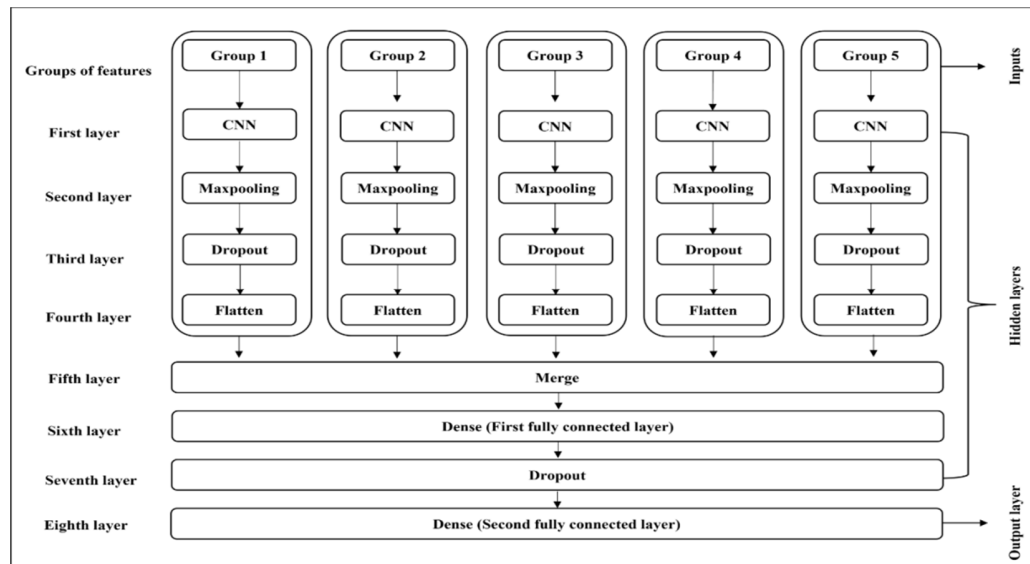 Groups of features
Group 1
Group 2
Group 3
Group 4
Group 5
Inputs
First layer
CNN
CNN
CNN
CNN
CNN
Second layer
Maxpooling
Maxpooling
Maxpooling
Maxpooling
Maxpooling
Third layer
Dropout
Dropout
Dropout
Dropout
Dropout
Fourth layer
Flatten
Flatten
Flatten
Flatten
Flatten
Hidden layers
Fifth layer
Merge
Sixth layer
Dense (First fully connected layer)
Seventh layer
Dropout
Eighth layer
Dense (Second fully connected layer)
Output layer